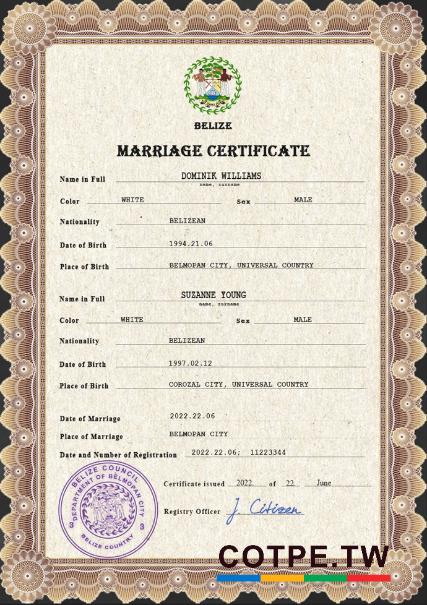 BELIZE
MARRIAGE CERTIFICATE
Name in Full DOMINIK WILLIAMS
name, surname
Color WHITE Sex MALE
Nationality BELIZEAN
Date of Birth 1994.21.06
Place of Birth BELMOPAN CITY, UNIVERSAL COUNTRY
Name in Full SUZANNE YOUNG
name, surname
Color WHITE Sex MALE
Nationality BELIZEAN
Date of Birth 1997.02.12
Place of Birth COROZAL CITY, UNIVERSAL COUNTRY
Date of Marriage 2022.22.06
Place of Marriage BELMOPAN CITY
Date and Number of Registration 2022.22.06; 11223344
Certificate issued 2022 of 22 June
Registry Officer J. Citizen
BELIZE COUNCIL
DEPARTMENT OF BELMOPAN CITY
BELIZE COUNTRY
COTPE.TW